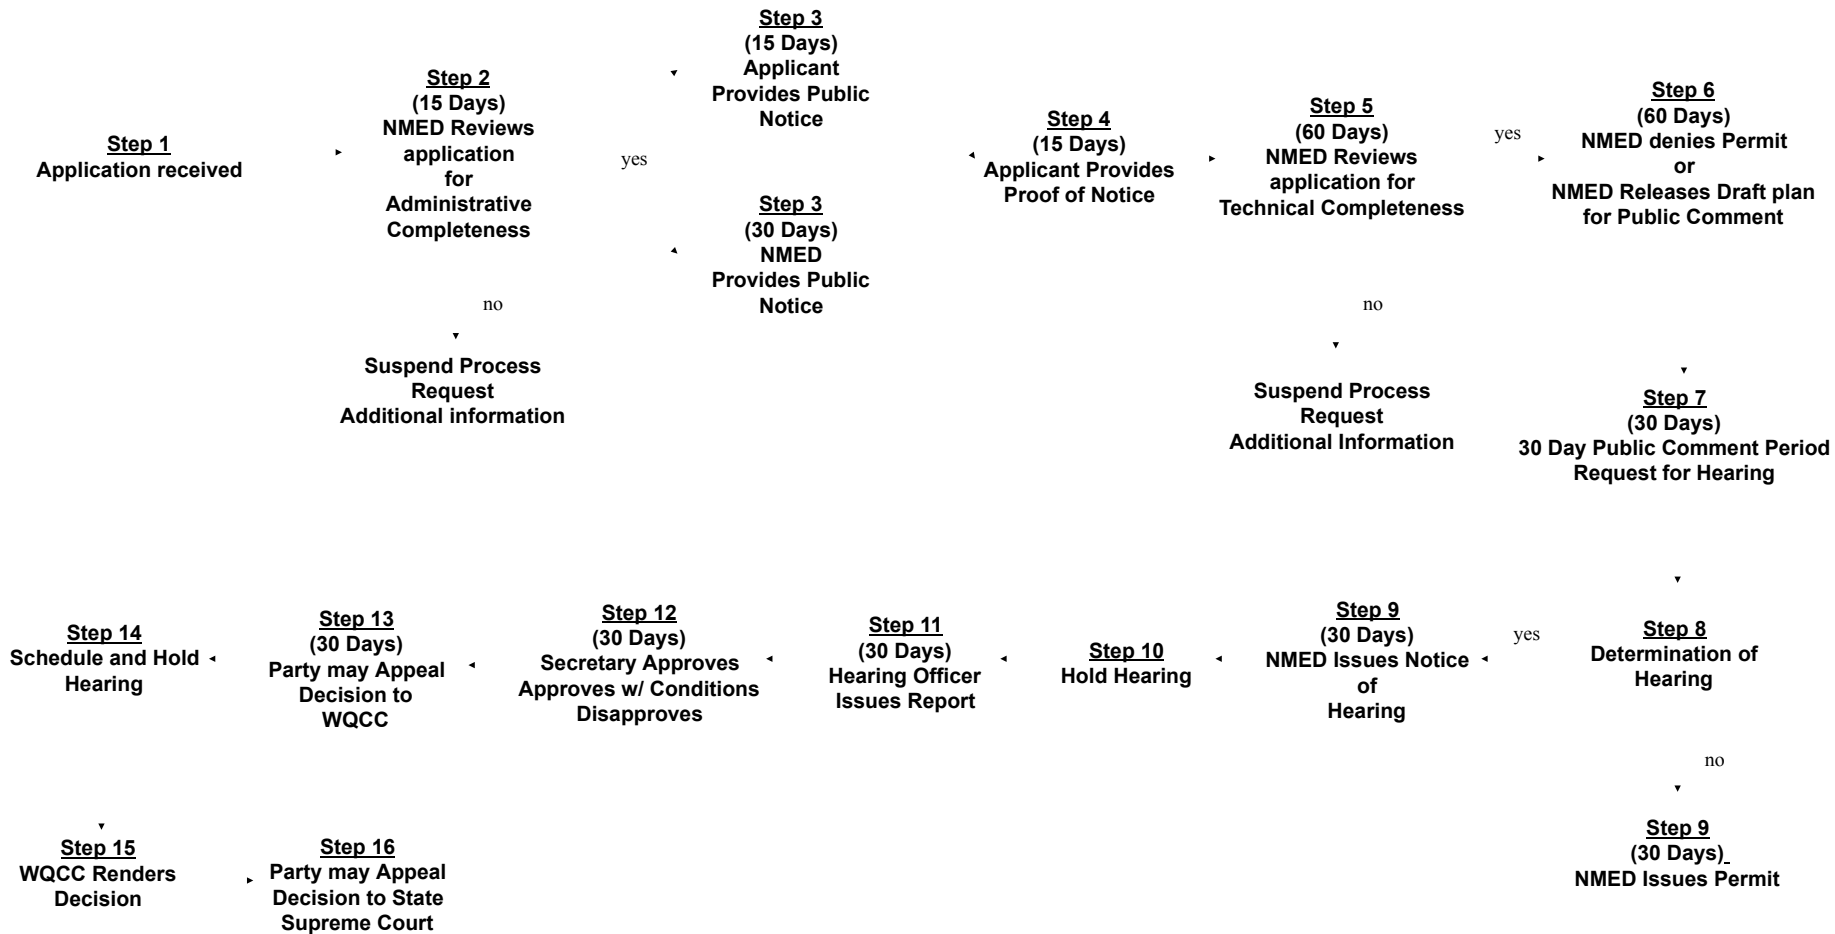 Step 1
Application received
Step 2
(15 Days)
NMED Reviews
application
for
Administrative
Completeness
yes
no
Suspend Process
Request
Additional information
Step 3
(15 Days)
Applicant
Provides Public
Notice
Step 3
(30 Days)
NMED
Provides Public
Notice
Step 4
(15 Days)
Applicant Provides
Proof of Notice
Step 5
(60 Days)
NMED Reviews
application for
Technical Completeness
yes
no
Suspend Process
Request
Additional Information
Step 6
(60 Days)
NMED denies Permit
or
NMED Releases Draft plan
for Public Comment
Step 7
(30 Days)
30 Day Public Comment Period
Request for Hearing
Step 8
Determination of
Hearing
yes
no
Step 9
(30 Days)
NMED Issues Notice
of
Hearing
Step 9
(30 Days)
NMED Issues Permit
Step 10
Hold Hearing
Step 11
(30 Days)
Hearing Officer
Issues Report
Step 12
(30 Days)
Secretary Approves
Approves w/ Conditions
Disapproves
Step 13
(30 Days)
Party may Appeal
Decision to
WQCC
Step 14
Schedule and Hold
Hearing
Step 15
WQCC Renders
Decision
Step 16
Party may Appeal
Decision to State
Supreme Court